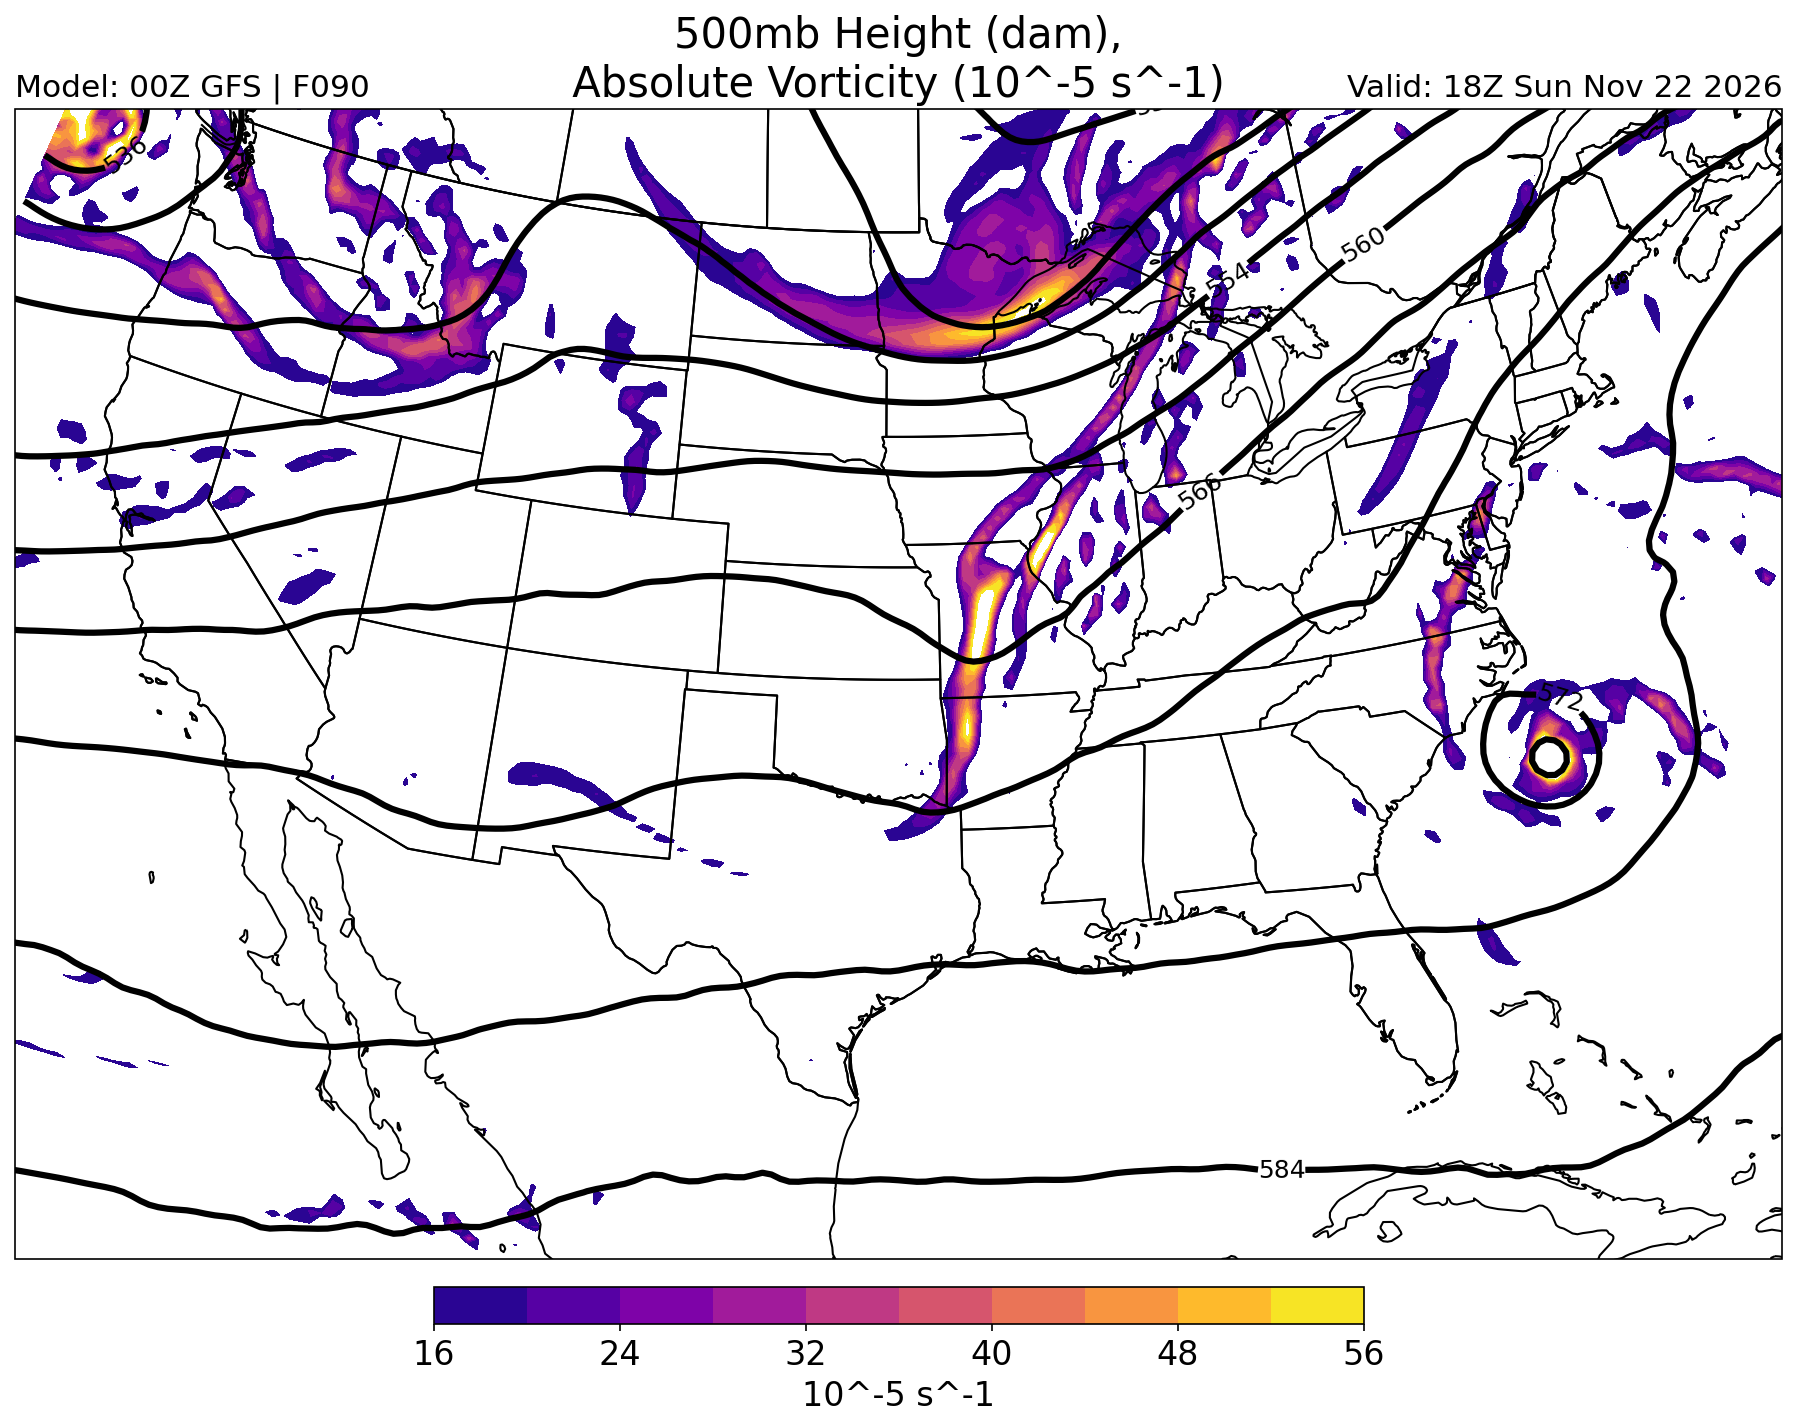 500mb Height (dam),
Model: 00Z GFS | F090
Absolute Vorticity (10^-5 s^-1)
Valid: 18Z Sun Nov 22 2026
536
560
554
566
572
584
16 24 32 40 48 56
10^-5 s^-1